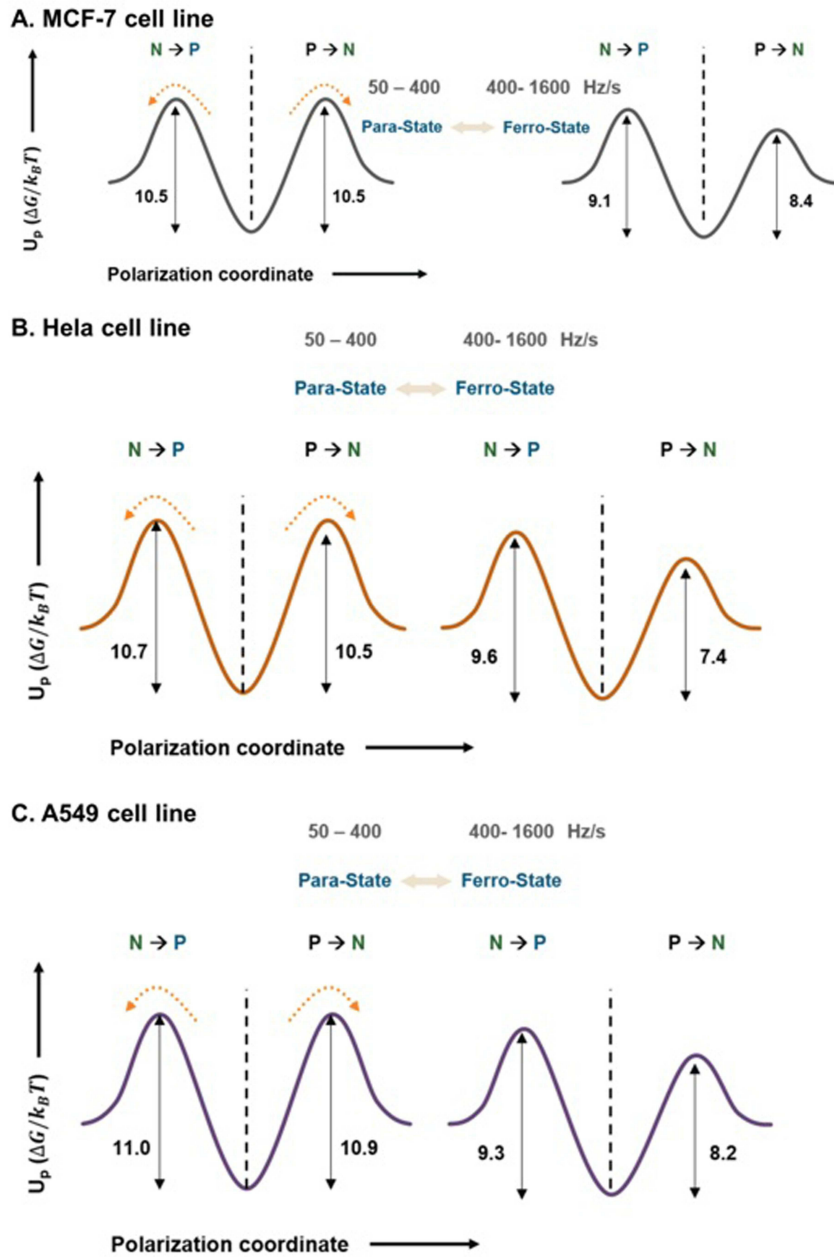 A. MCF-7 cell line
N → P
P → N
N → P
P → N
50 – 400
400- 1600 Hz/s
Para-State
Ferro-State
10.5
10.5
9.1
8.4
Uₚ (ΔG/k_BT)
Polarization coordinate
B. Hela cell line
50 – 400
400- 1600 Hz/s
Para-State
Ferro-State
N → P
P → N
N → P
P → N
10.7
10.5
9.6
7.4
Uₚ (ΔG/k_BT)
Polarization coordinate
C. A549 cell line
50 – 400
400- 1600 Hz/s
Para-State
Ferro-State
N → P
P → N
N → P
P → N
11.0
10.9
9.3
8.2
Uₚ (ΔG/k_BT)
Polarization coordinate